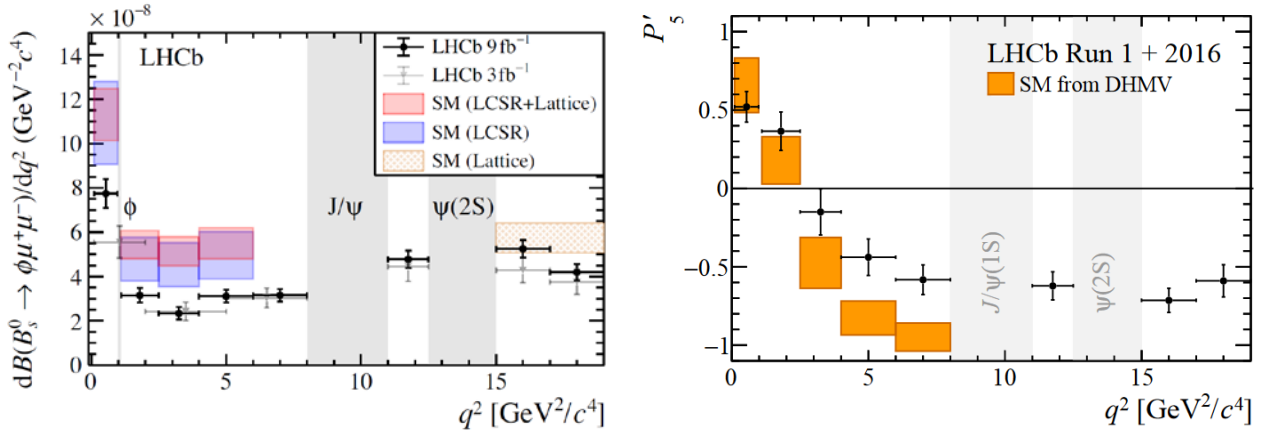 × 10⁻⁸
14
12
10
8
6
4
2
0
dB(B⁰ₛ → ϕμ⁺μ⁻)/dq² (GeV⁻²c⁴)
LHCb
LHCb 9 fb⁻¹
LHCb 3 fb⁻¹
SM (LCSR+Lattice)
SM (LCSR)
SM (Lattice)
ϕ
J/ψ
ψ(2S)
0 5 10 15
q² [GeV²/c⁴]
P′₅
1
0.5
0
−0.5
−1
LHCb Run 1 + 2016
SM from DHMV
J/ψ(1S)
ψ(2S)
0 5 10 15
q² [GeV²/c⁴]